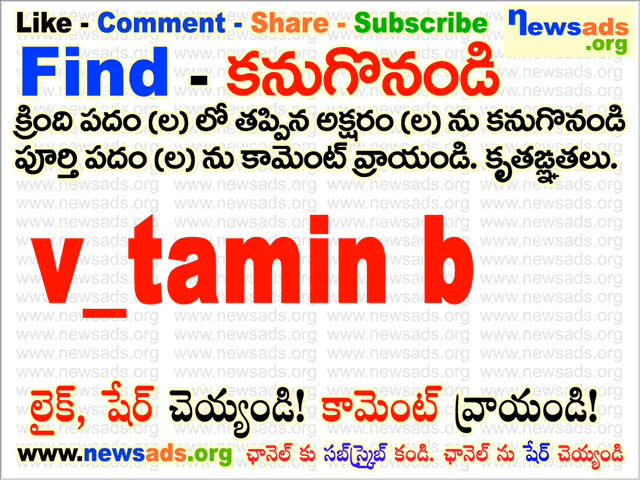 Like - Comment - Share - Subscribe
newsads
.org
Find - కనుగొనండి
క్రింది పదం (ల) లో తప్పిన అక్షరం (ల) ను కనుగొనండి
పూర్తి పదం (ల) ను కామెంట్ వ్రాయండి. కృతఙ్ఞతలు.
v_tamin b
లైక్, షేర్ చెయ్యండి! కామెంట్ వ్రాయండి!
www.newsads.org ఛానెల్ కు సబ్‌స్క్రైబ్ కండి. ఛానెల్ ను షేర్ చెయ్యండి